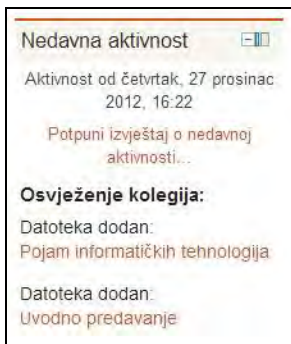 Nedavna aktivnost
Aktivnost od četvrtak, 27 prosinac
2012, 16:22
Potpuni izvještaj o nedavnoj
aktivnosti...
Osvježenje kolegija:
Datoteka dodan:
Pojam informatičkih tehnologija
Datoteka dodan:
Uvodno predavanje